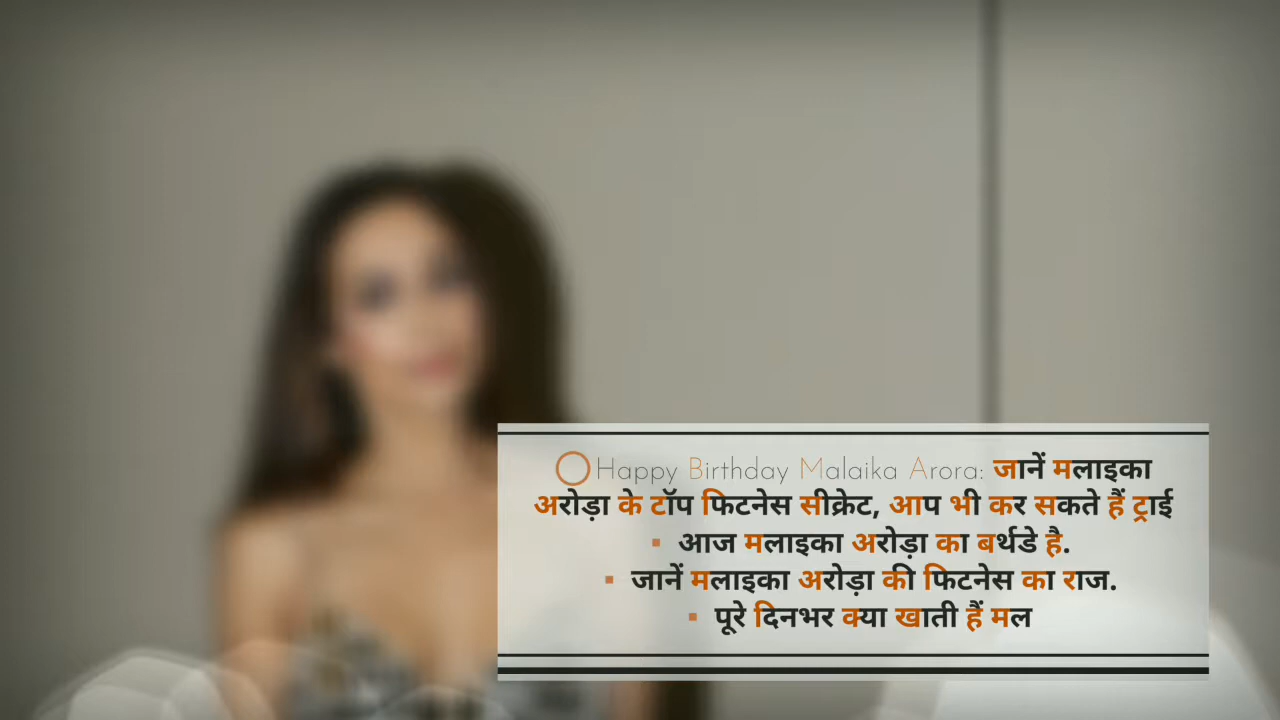 Happy Birthday Malaika Arora: जानें मलाइका
अरोड़ा के टॉप फिटनेस सीक्रेट, आप भी कर सकते हैं ट्राई
▪ आज मलाइका अरोड़ा का बर्थडे है.
▪ जानें मलाइका अरोड़ा की फिटनेस का राज.
▪ पूरे दिनभर क्या खाती हैं मल